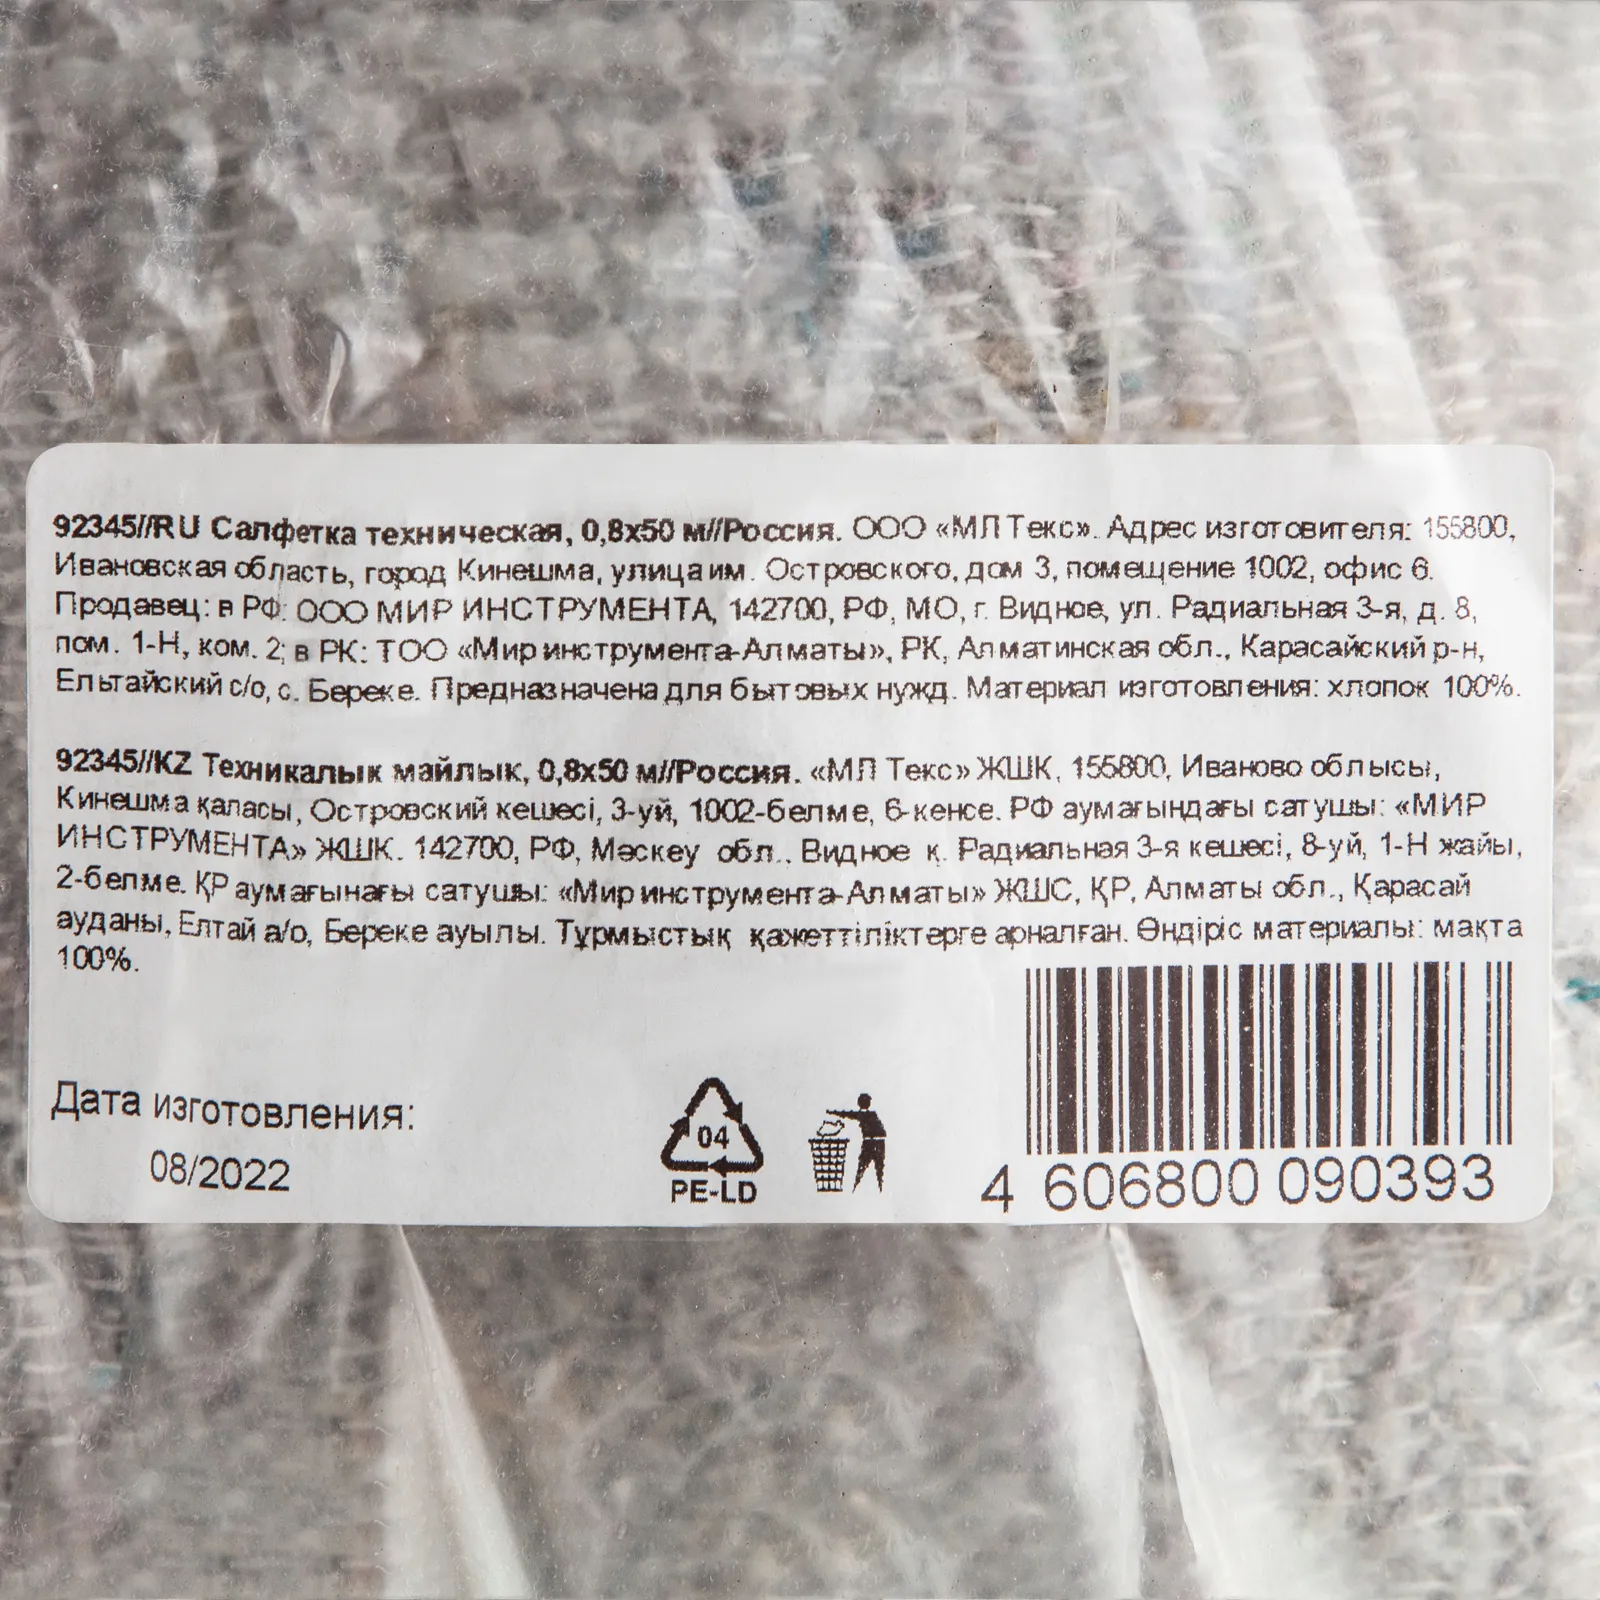 92345//RU Салфетка техническая, 0,8х50 м//Россия. ООО «МЛ Текс». Адрес изготовителя: 155800,
Ивановская область, город Кинешма, улица им. Островского, дом 3, помещение 1002, офис 6.
Продавец: в РФ: ООО МИР ИНСТРУМЕНТА, 142700, РФ, МО, г. Видное, ул. Радиальная 3-я, д. 8,
пом. 1-Н, ком. 2; в РК: ТОО «Мир инструмента-Алматы», РК, Алматинская обл., Карасайский р-н,
Ельтайский с/о, с. Береке. Предназначена для бытовых нужд. Материал изготовления: хлопок 100%.
92345//KZ Техникалык майлык, 0,8х50 м//Россия. «МЛ Текс» ЖШК, 155800, Иваново облысы,
Кинешма қаласы, Островский кешесі, 3-уй, 1002-белме, 6-кенсе. РФ аумағындағы сатушы: «МИР
ИНСТРУМЕНТА» ЖШК. 142700, РФ, Мәскеу обл., Видное қ. Радиальная 3-я кешесі, 8-уй, 1-Н жайы,
2-белме. ҚР аумағынағы сатушы: «Мир инструмента-Алматы» ЖШС, ҚР, Алматы обл., Қарасай
ауданы, Елтай а/о, Береке ауылы. Тұрмыстық қажеттіліктерге арналған. Өндіріс материалы: мақта
100%.
Дата изготовления:
08/2022
04
PE-LD
4 606800 090393